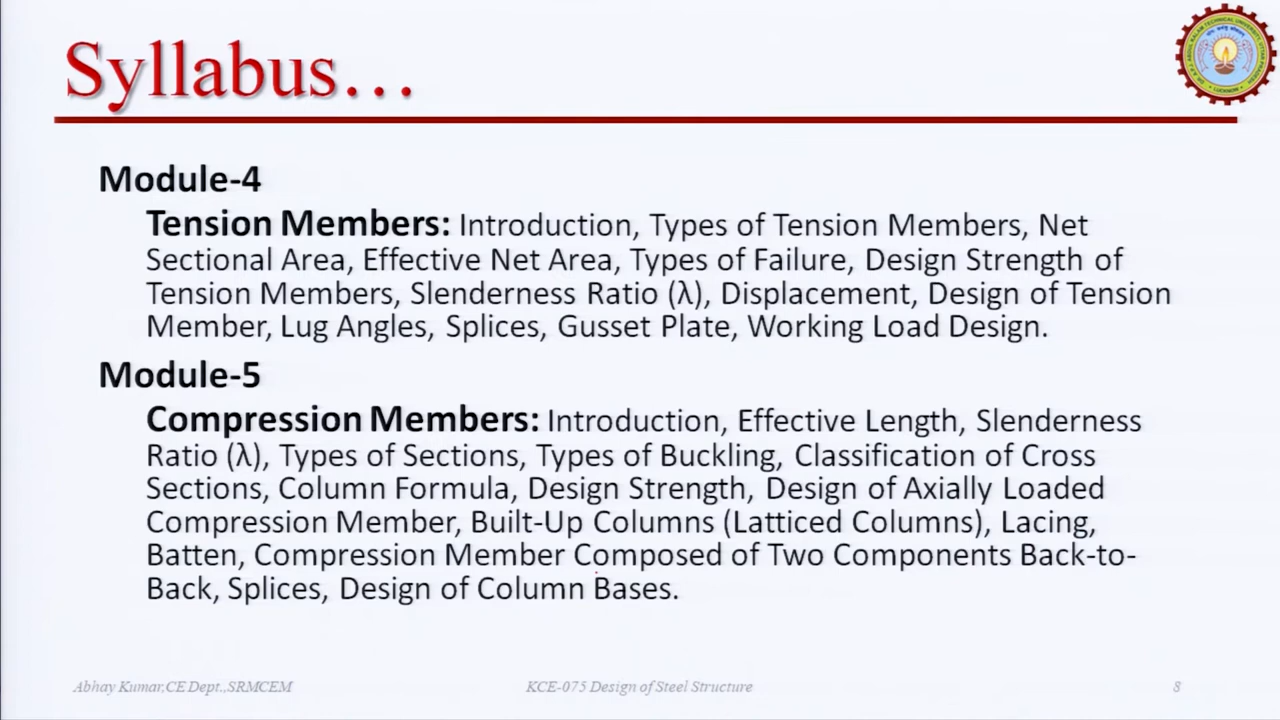 Syllabus…
Module-4
Tension Members: Introduction, Types of Tension Members, Net
Sectional Area, Effective Net Area, Types of Failure, Design Strength of
Tension Members, Slenderness Ratio (λ), Displacement, Design of Tension
Member, Lug Angles, Splices, Gusset Plate, Working Load Design.
Module-5
Compression Members: Introduction, Effective Length, Slenderness
Ratio (λ), Types of Sections, Types of Buckling, Classification of Cross
Sections, Column Formula, Design Strength, Design of Axially Loaded
Compression Member, Built-Up Columns (Latticed Columns), Lacing,
Batten, Compression Member Composed of Two Components Back-to-
Back, Splices, Design of Column Bases.
Abhay Kumar,CE Dept.,SRMCEM
KCE-075 Design of Steel Structure
8